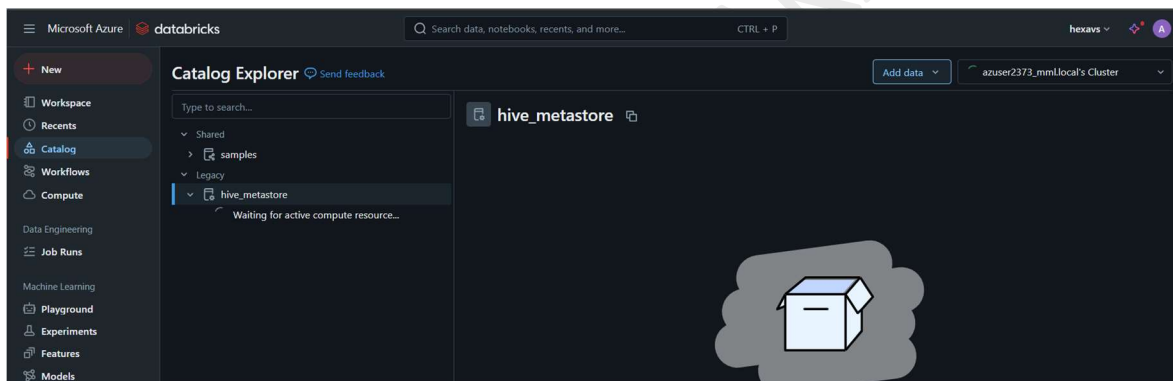 Microsoft Azure databricks
Search data, notebooks, recents, and more... CTRL + P
hexavs
A
New
Workspace
Recents
Catalog
Workflows
Compute
Data Engineering
Job Runs
Machine Learning
Playground
Experiments
Features
Models
Catalog Explorer Send feedback
Add data
azuser2373_mml.local's Cluster
Type to search...
Shared
samples
Legacy
hive_metastore
Waiting for active compute resource...
hive_metastore